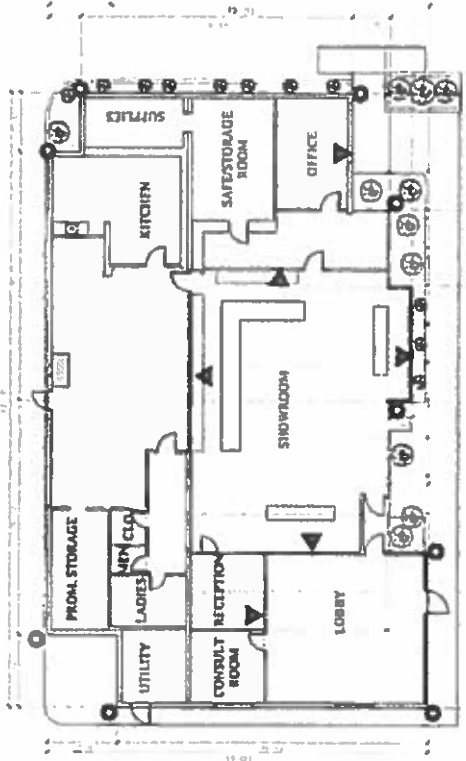 SUPPLIES
KITCHEN
SAFE/STORAGE
ROOM
OFFICE
SHOWROOM
PROM. STORAGE
MEN
CLO.
LADIES
RECEPTION
UTILITY
CONSULT
ROOM
LOBBY